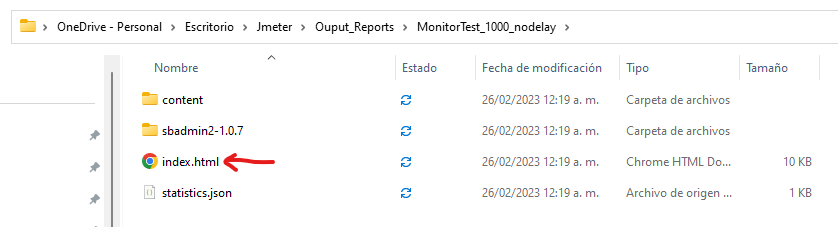 OneDrive - Personal > Escritorio > Jmeter > Ouput_Reports > MonitorTest_1000_nodelay >
Nombre Estado Fecha de modificación Tipo Tamaño
content 26/02/2023 12:19 a. m. Carpeta de archivos
sbadmin2-1.0.7 26/02/2023 12:19 a. m. Carpeta de archivos
index.html 26/02/2023 12:19 a. m. Chrome HTML Do... 10 KB
statistics.json 26/02/2023 12:19 a. m. Archivo de origen ... 1 KB